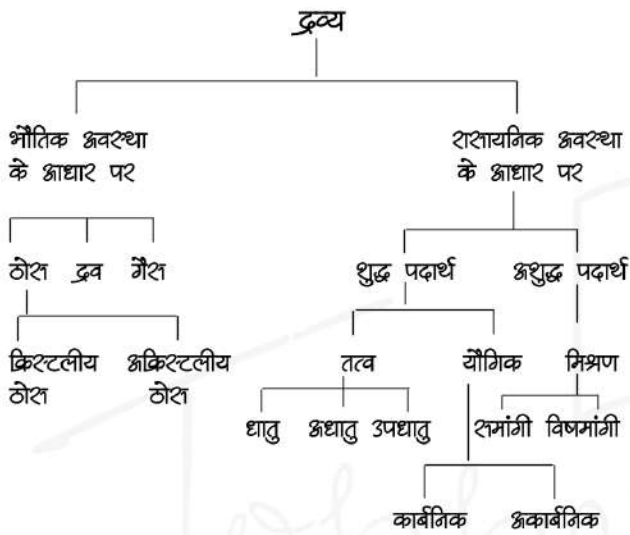 द्रव्य
भौतिक अवस्था
के आधार पर
रासायनिक अवस्था
के आधार पर
ठोस द्रव गैस
शुद्ध पदार्थ अशुद्ध पदार्थ
क्रिस्टलीय
ठोस
अक्रिस्टलीय
ठोस
तत्व यौगिक मिश्रण
धातु अधातु उपधातु
समांगी विषमांगी
कार्बनिक अकार्बनिक